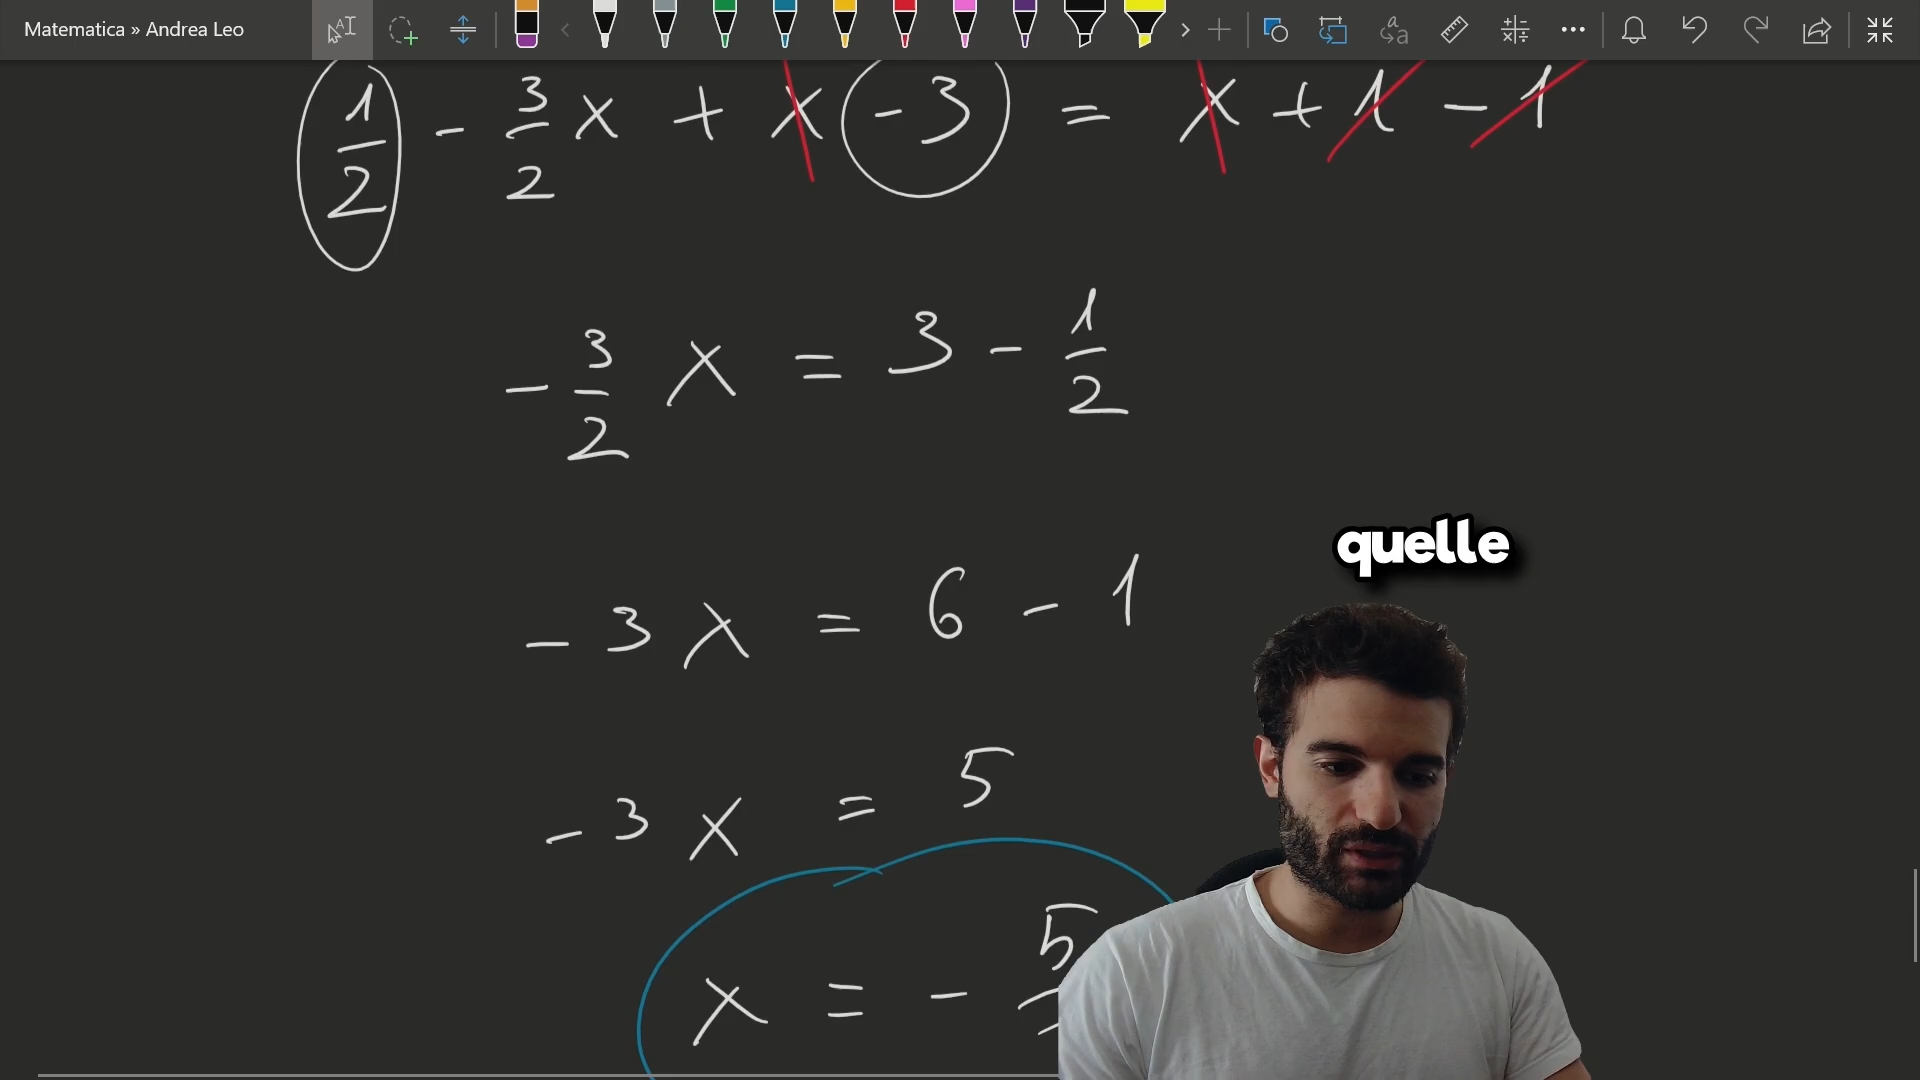 Matematica » Andrea Leo
1/2 - 3/2 x + x - 3 = x + 1 - 1
- 3/2 x = 3 - 1/2
quelle
- 3 x = 6 - 1
- 3 x = 5
x = - 5